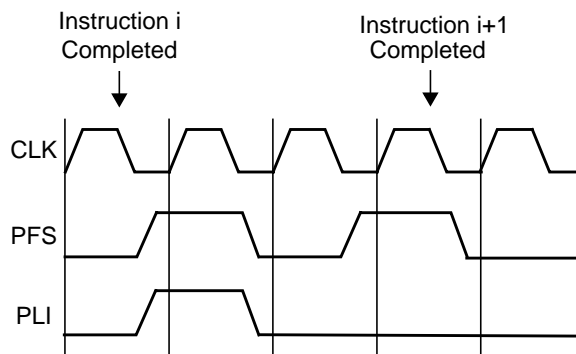 Instruction i
Completed
Instruction i+1
Completed
CLK
PFS
PLI